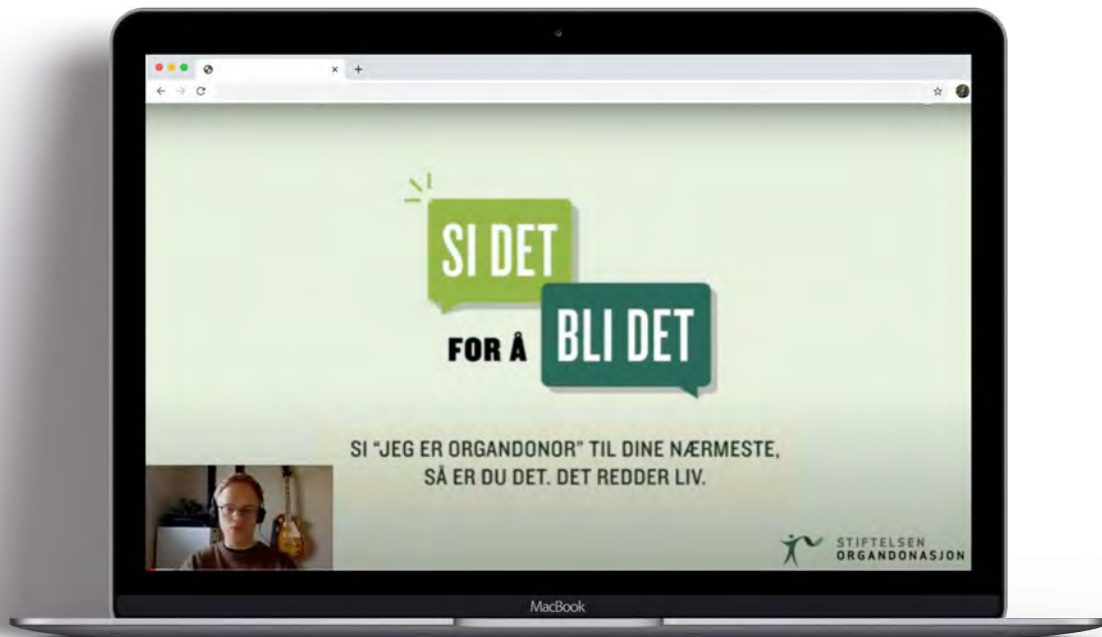 SI DET
FOR Å
BLI DET
SI “JEG ER ORGANDONOR” TIL DINE NÆRMESTE,
SÅ ER DU DET. DET REDDER LIV.
STIFTELSEN
ORGANDONASJON
MacBook